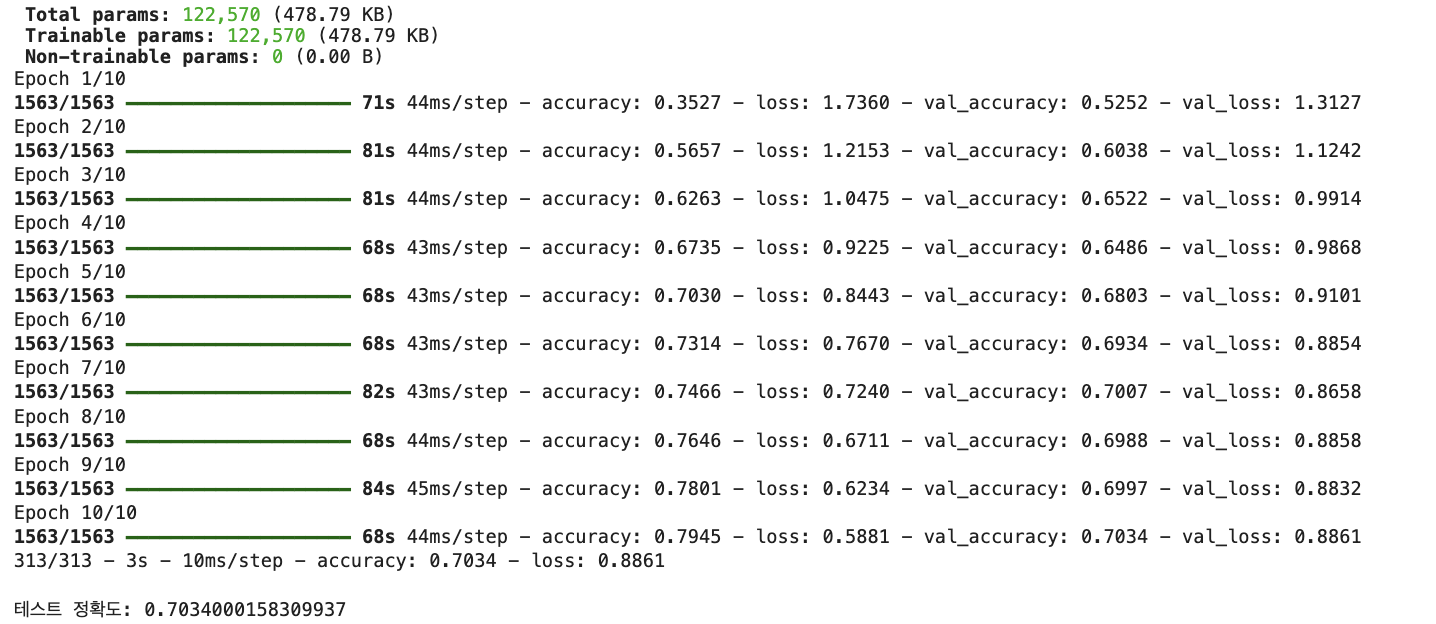 Total params: 122,570 (478.79 KB)
Trainable params: 122,570 (478.79 KB)
Non-trainable params: 0 (0.00 B)
Epoch 1/10
1563/1563 ━━━━━━━━━━━━━━━━━━━━ 71s 44ms/step - accuracy: 0.3527 - loss: 1.7360 - val_accuracy: 0.5252 - val_loss: 1.3127
Epoch 2/10
1563/1563 ━━━━━━━━━━━━━━━━━━━━ 81s 44ms/step - accuracy: 0.5657 - loss: 1.2153 - val_accuracy: 0.6038 - val_loss: 1.1242
Epoch 3/10
1563/1563 ━━━━━━━━━━━━━━━━━━━━ 81s 44ms/step - accuracy: 0.6263 - loss: 1.0475 - val_accuracy: 0.6522 - val_loss: 0.9914
Epoch 4/10
1563/1563 ━━━━━━━━━━━━━━━━━━━━ 68s 43ms/step - accuracy: 0.6735 - loss: 0.9225 - val_accuracy: 0.6486 - val_loss: 0.9868
Epoch 5/10
1563/1563 ━━━━━━━━━━━━━━━━━━━━ 68s 43ms/step - accuracy: 0.7030 - loss: 0.8443 - val_accuracy: 0.6803 - val_loss: 0.9101
Epoch 6/10
1563/1563 ━━━━━━━━━━━━━━━━━━━━ 68s 43ms/step - accuracy: 0.7314 - loss: 0.7670 - val_accuracy: 0.6934 - val_loss: 0.8854
Epoch 7/10
1563/1563 ━━━━━━━━━━━━━━━━━━━━ 82s 43ms/step - accuracy: 0.7466 - loss: 0.7240 - val_accuracy: 0.7007 - val_loss: 0.8658
Epoch 8/10
1563/1563 ━━━━━━━━━━━━━━━━━━━━ 68s 44ms/step - accuracy: 0.7646 - loss: 0.6711 - val_accuracy: 0.6988 - val_loss: 0.8858
Epoch 9/10
1563/1563 ━━━━━━━━━━━━━━━━━━━━ 84s 45ms/step - accuracy: 0.7801 - loss: 0.6234 - val_accuracy: 0.6997 - val_loss: 0.8832
Epoch 10/10
1563/1563 ━━━━━━━━━━━━━━━━━━━━ 68s 44ms/step - accuracy: 0.7945 - loss: 0.5881 - val_accuracy: 0.7034 - val_loss: 0.8861
313/313 - 3s - 10ms/step - accuracy: 0.7034 - loss: 0.8861
테스트 정확도: 0.7034000158309937